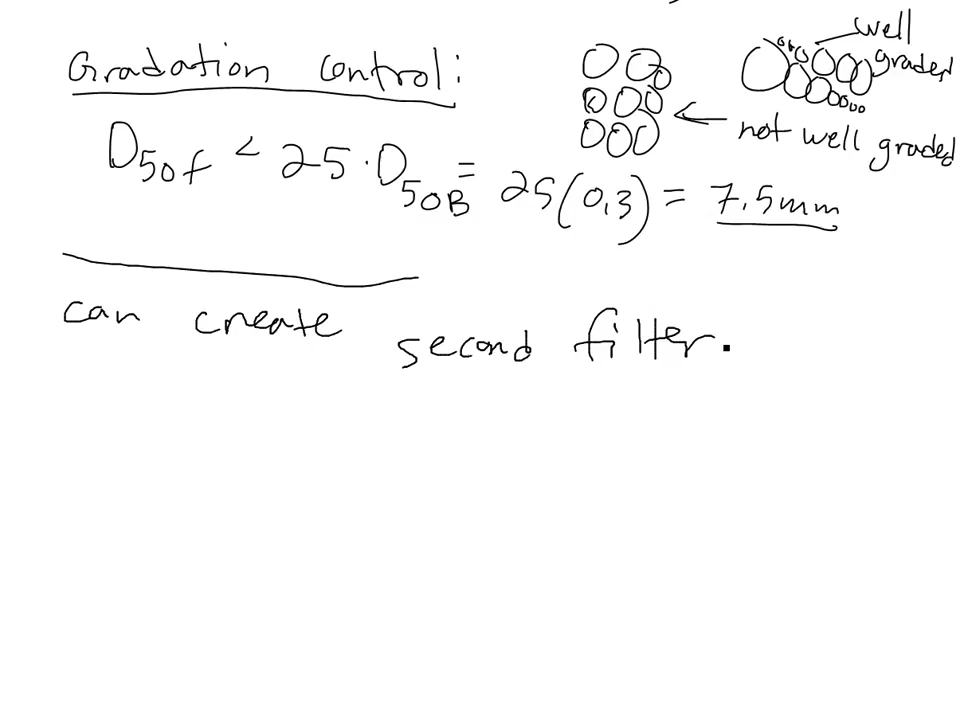 Gradation control:
well
graded
not well graded
D50f < 25·D50B = 25(0.3) = 7.5mm
can create second filter.